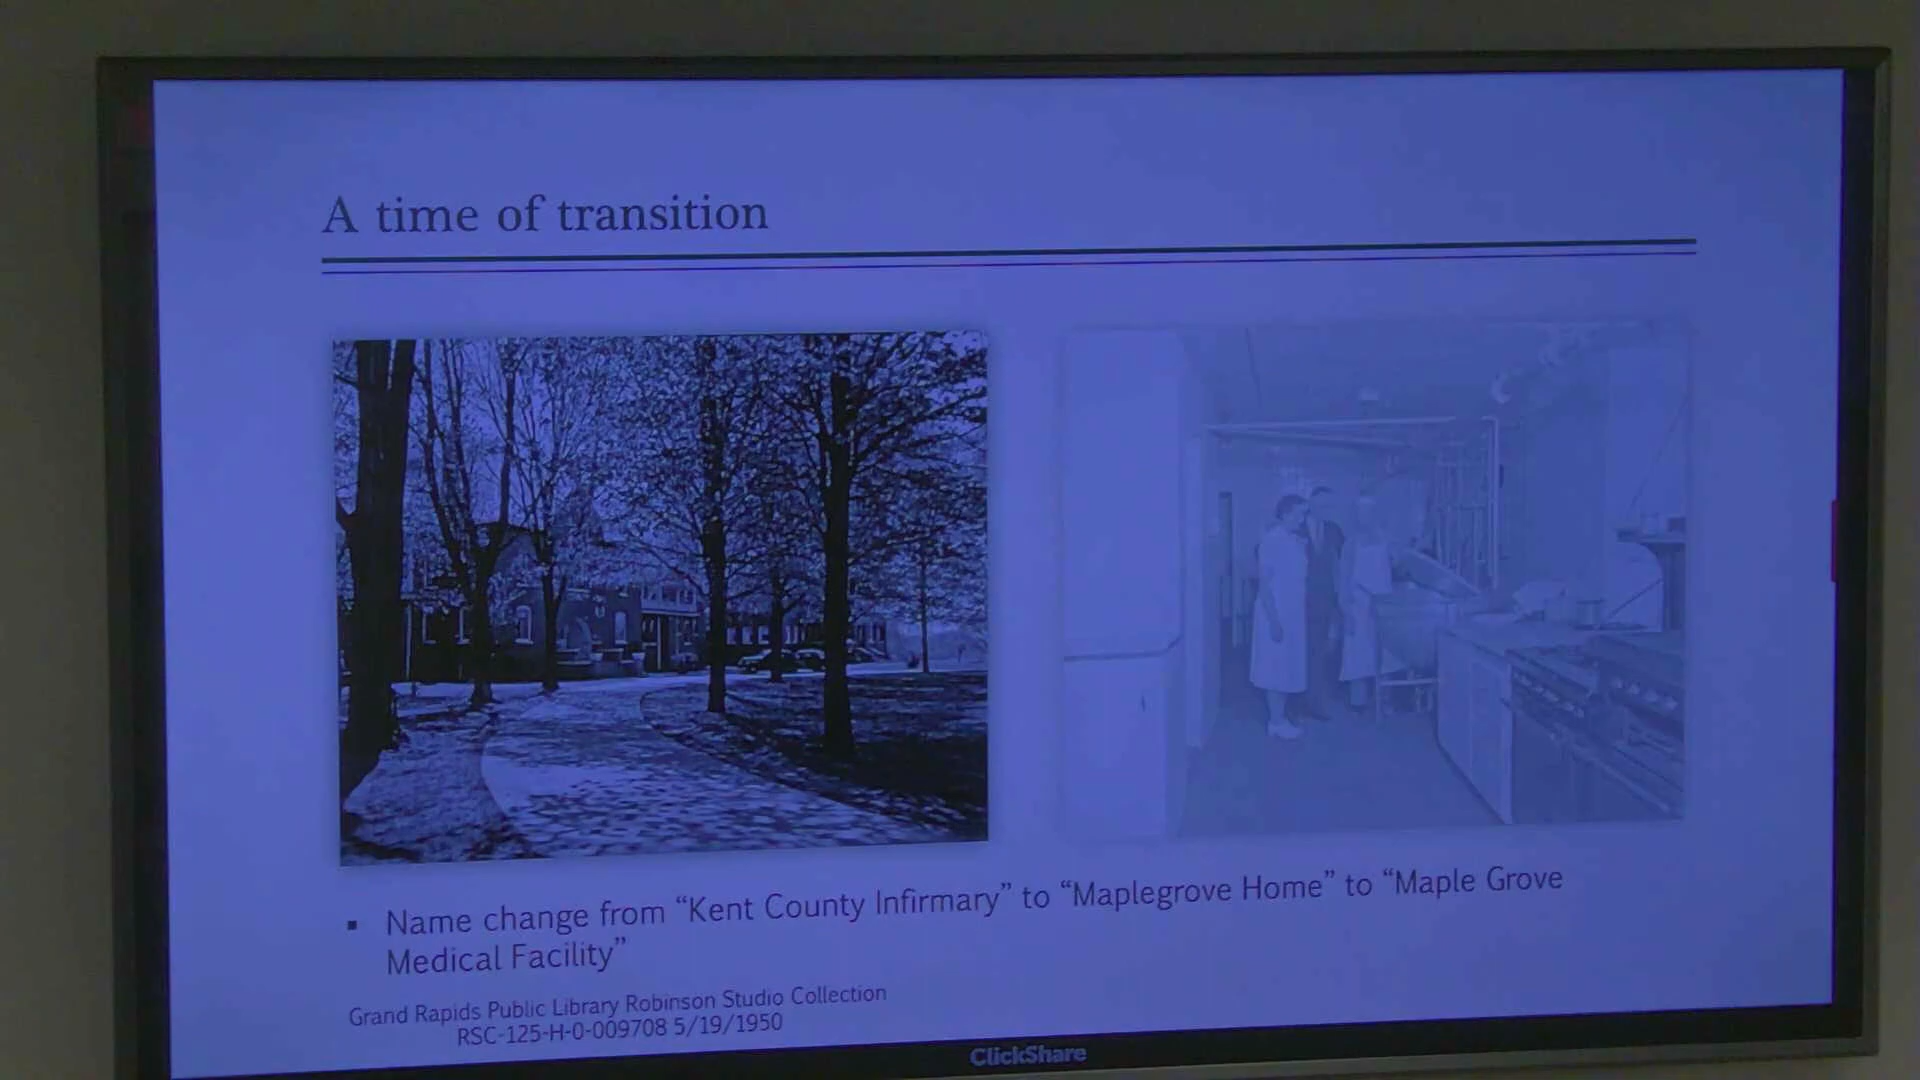 A time of transition
▪ Name change from “Kent County Infirmary” to “Maplegrove Home” to “Maple Grove
Medical Facility”
Grand Rapids Public Library Robinson Studio Collection
RSC-125-H-0-009708 5/19/1950
ClickShare